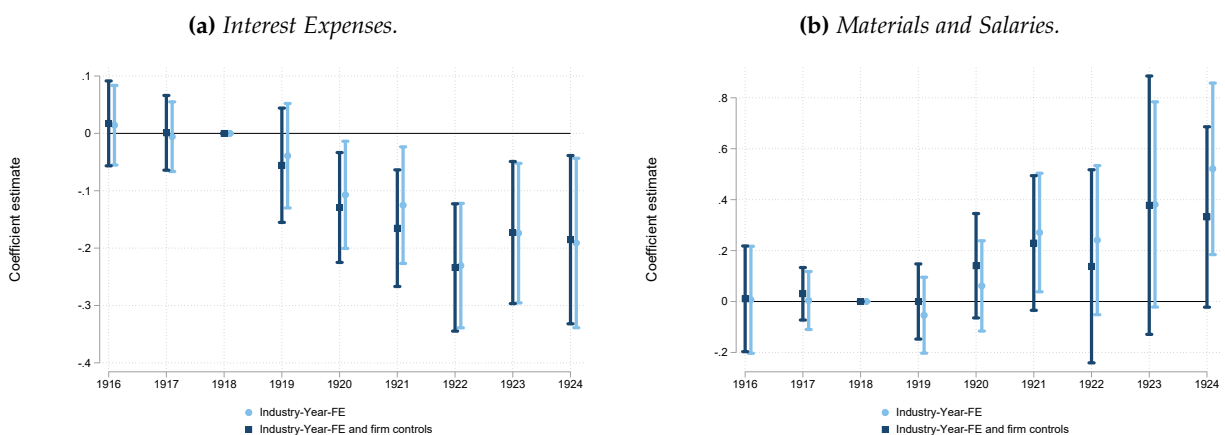 (a) Interest Expenses.
Coefficient estimate
.1
0
-.1
-.2
-.3
-.4
1916 1917 1918 1919 1920 1921 1922 1923 1924
Industry-Year-FE
Industry-Year-FE and firm controls
(b) Materials and Salaries.
Coefficient estimate
.8
.6
.4
.2
0
-.2
1916 1917 1918 1919 1920 1921 1922 1923 1924
Industry-Year-FE
Industry-Year-FE and firm controls